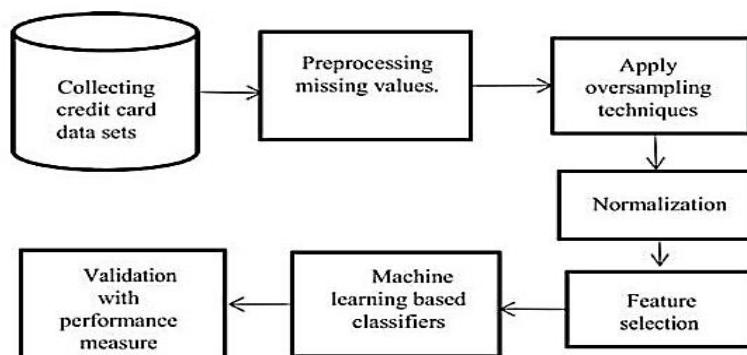 Collecting
credit card
data sets
Preprocessing
missing values.
Apply
oversampling
techniques
Normalization
Feature
selection
Machine
learning based
classifiers
Validation
with
performance
measure